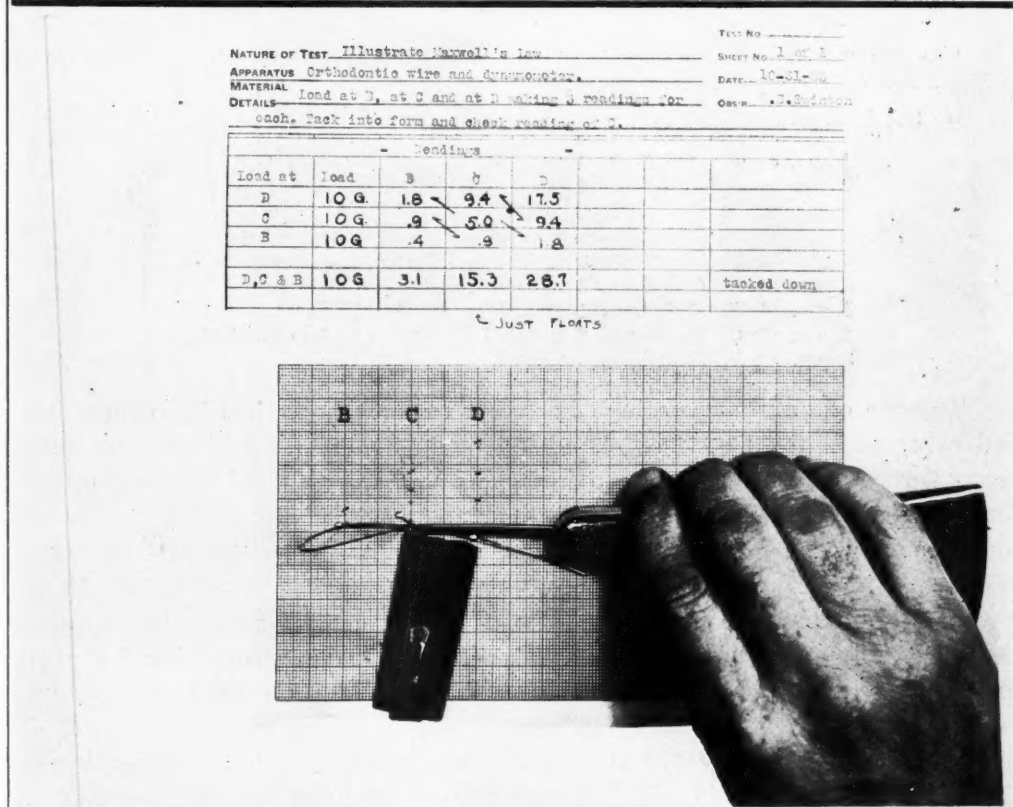 TEST No
NATURE OF TEST Illustrate Maxwell's law SHEET No 1 of 1
APPARATUS Orthodontic wire and dynamometer. DATE 10-31-
MATERIAL
DETAILS Load at B, at C and at D making 3 readings for OBS'R Swinton
each. Tack into form and check reading of C.
- Readings -
Load at load B C D
D 10 G. 1.8 9.4 17.5
C 10 G. .9 5.0 9.4
B 10 G .4 .9 1.8
D,C & B 10 G 3.1 15.3 28.7 tacked down
JUST FLOATS
B C D